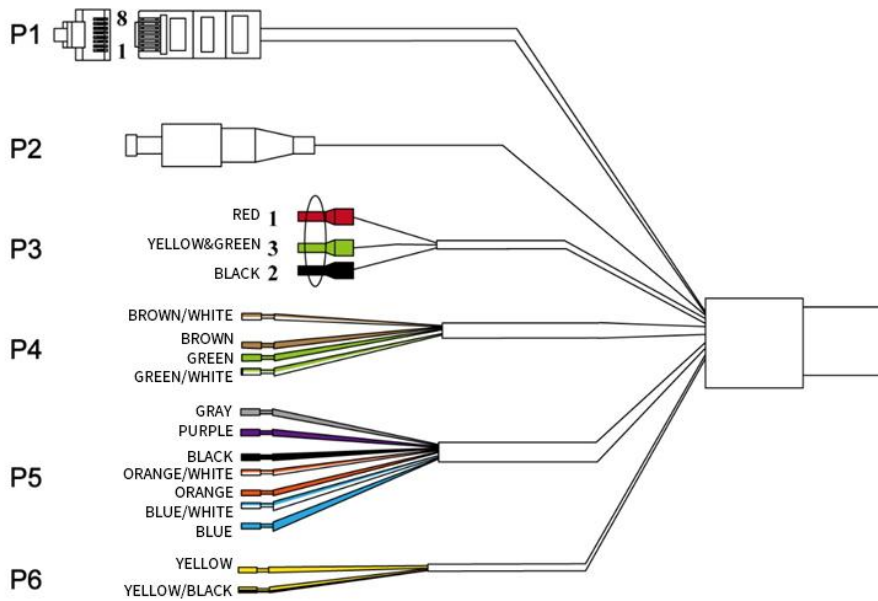 P1
8
1
P2
P3
RED 1
YELLOW&GREEN 3
BLACK 2
P4
BROWN/WHITE
BROWN
GREEN
GREEN/WHITE
P5
GRAY
PURPLE
BLACK
ORANGE/WHITE
ORANGE
BLUE/WHITE
BLUE
P6
YELLOW
YELLOW/BLACK